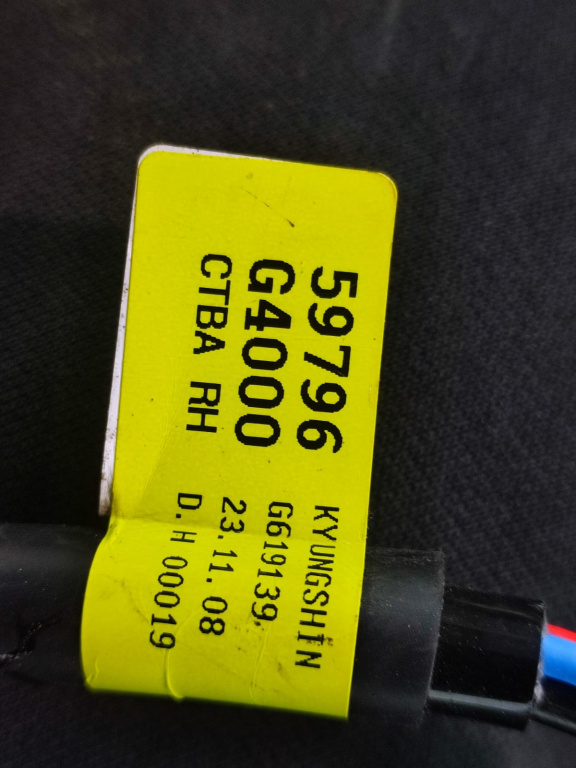 59796
G4000
CTBA RH
KYUNGSHIN
G619139.
23.11.08
D.H 00019